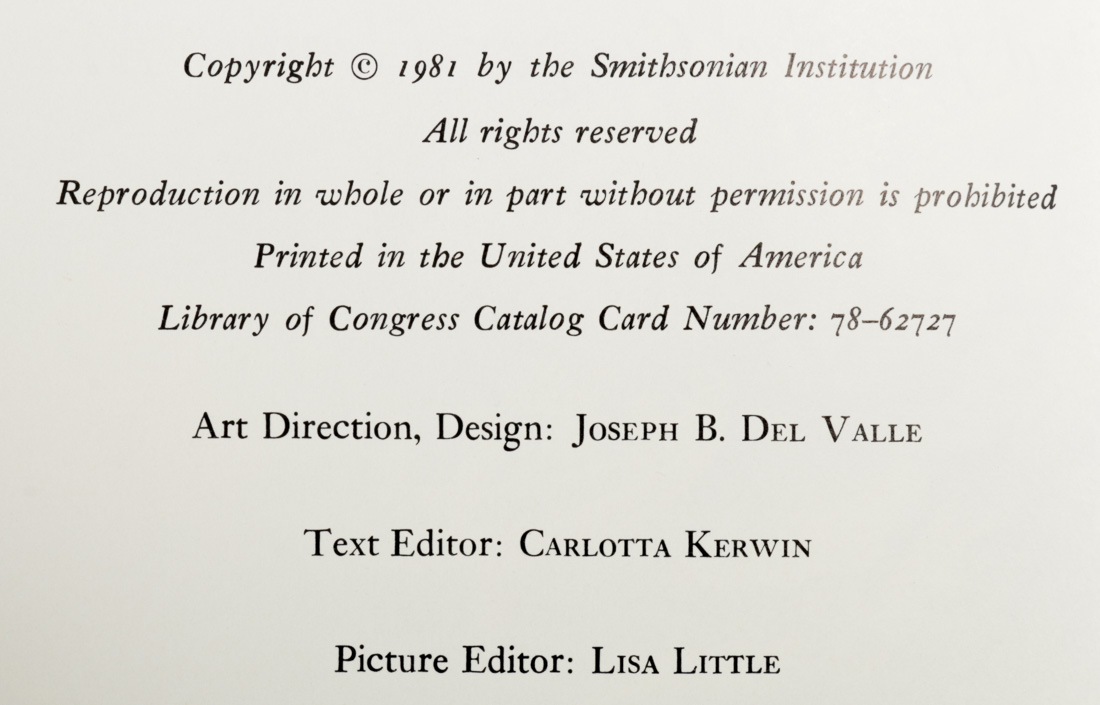 Copyright © 1981 by the Smithsonian Institution
All rights reserved
Reproduction in whole or in part without permission is prohibited
Printed in the United States of America
Library of Congress Catalog Card Number: 78–62727
Art Direction, Design: Joseph B. Del Valle
Text Editor: Carlotta Kerwin
Picture Editor: Lisa Little